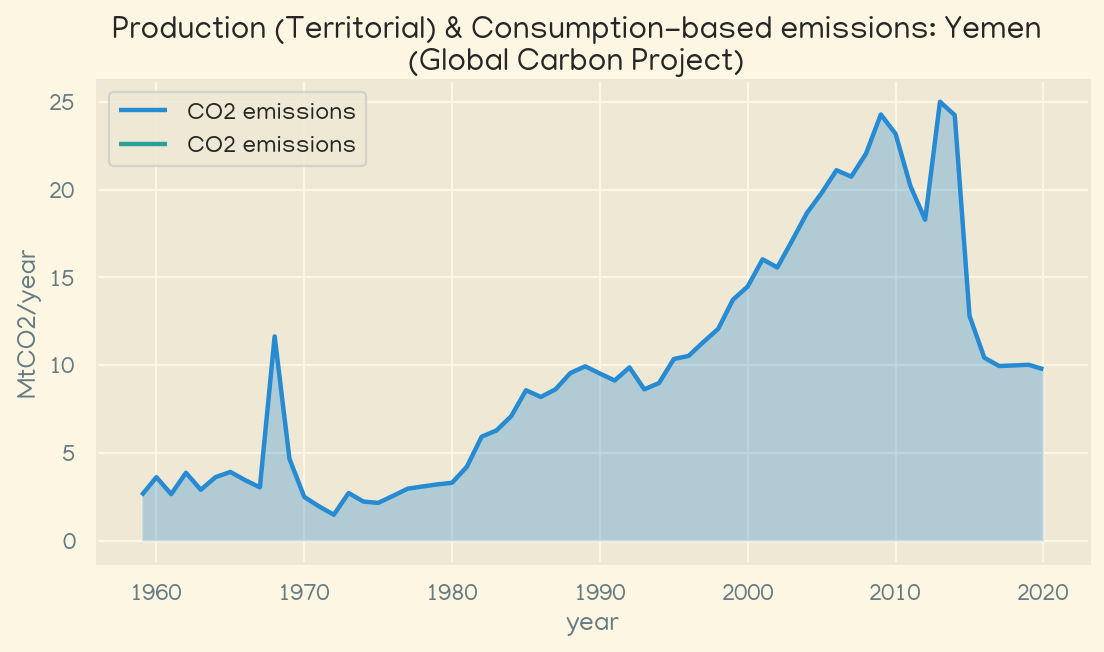 Production (Territorial) & Consumption-based emissions: Yemen
(Global Carbon Project)
CO2 emissions
CO2 emissions
25
20
15
10
5
0
MtCO2/year
1960 1970 1980 1990 2000 2010 2020
year